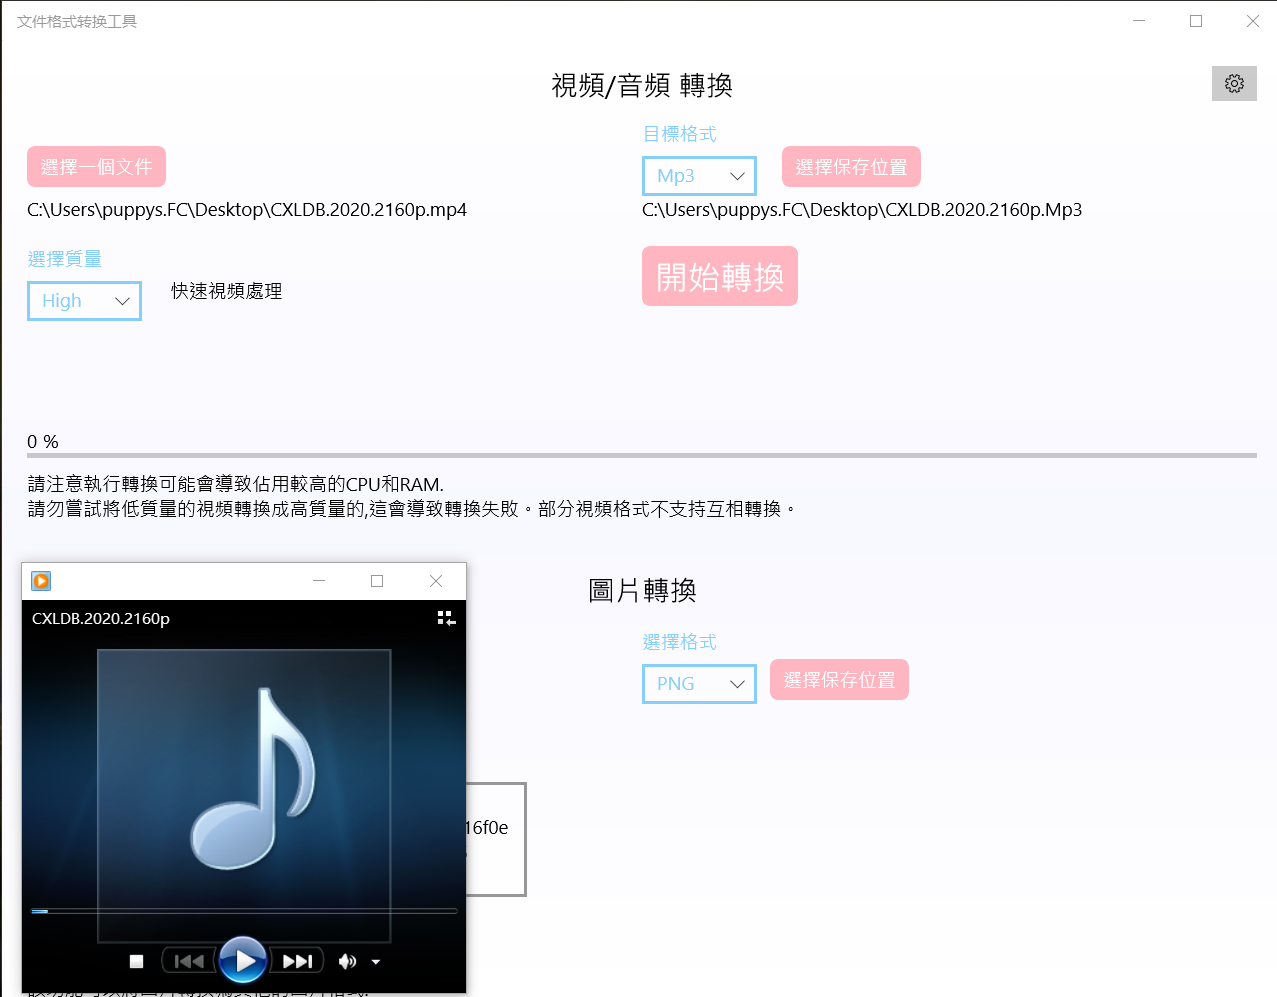 文件格式转换工具
視頻/音頻 轉換
目標格式
選擇一個文件
Mp3
選擇保存位置
C:\Users\puppys.FC\Desktop\CXLDB.2020.2160p.mp4
C:\Users\puppys.FC\Desktop\CXLDB.2020.2160p.Mp3
選擇質量
High
快速視頻處理
開始轉換
0 %
請注意執行轉換可能會導致佔用較高的CPU和RAM.
請勿嘗試將低質量的視頻轉換成高質量的,這會導致轉換失敗。部分視頻格式不支持互相轉換。
CXLDB.2020.2160p
圖片轉換
選擇格式
PNG
選擇保存位置
16f0e